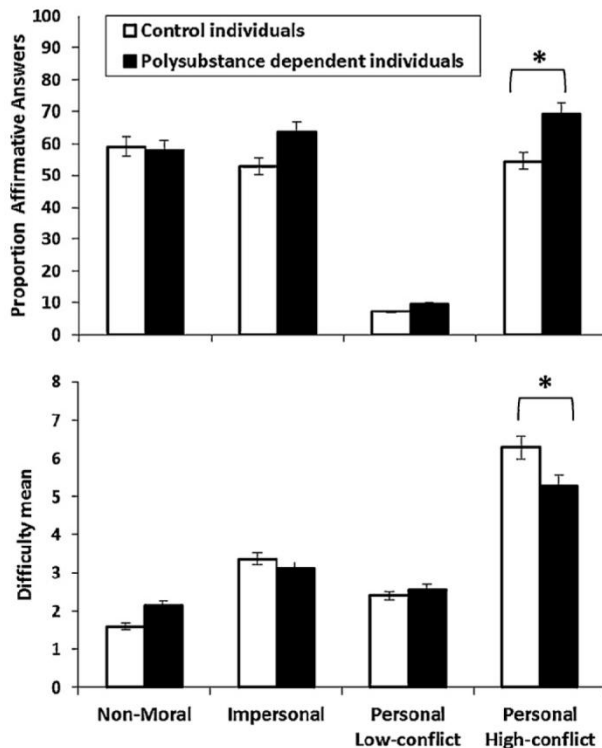 Control individuals
Polysubstance dependent individuals
Proportion Affirmative Answers
100
90
80
70
60
50
40
30
20
10
0
*
Difficulty mean
8
7
6
5
4
3
2
1
0
*
Non-Moral
Impersonal
Personal
Low-conflict
Personal
High-conflict